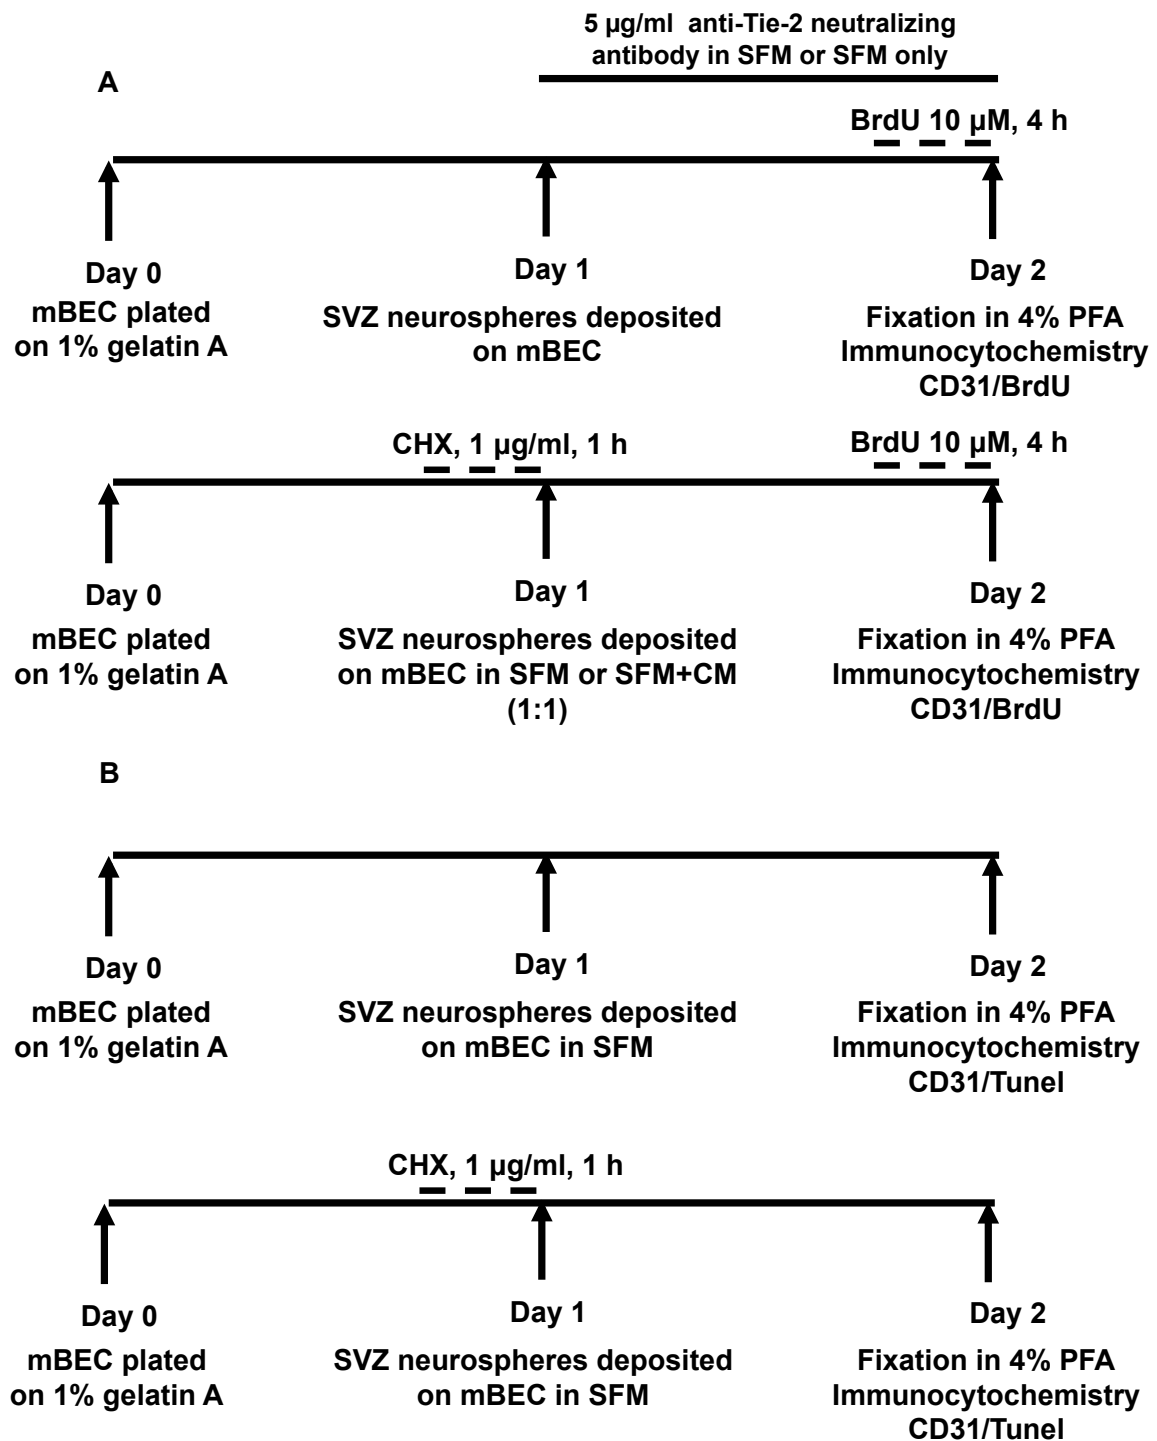 5 µg/ml  anti-Tie-2 neutralizing
antibody in SFM or SFM only
A
BrdU 10 µM, 4 h
Day 0
mBEC plated
on 1% gelatin A
Day 1
SVZ neurospheres deposited
on mBEC
Day 2
Fixation in 4% PFA
Immunocytochemistry
CD31/BrdU
CHX, 1 µg/ml, 1 h
BrdU 10 µM, 4 h
Day 0
mBEC plated
on 1% gelatin A
Day 1
SVZ neurospheres deposited
on mBEC in SFM or SFM+CM
(1:1)
Day 2
Fixation in 4% PFA
Immunocytochemistry
CD31/BrdU
B
Day 0
mBEC plated
on 1% gelatin A
Day 1
SVZ neurospheres deposited
on mBEC in SFM
Day 2
Fixation in 4% PFA
Immunocytochemistry
CD31/Tunel
CHX, 1 µg/ml, 1 h
Day 0
mBEC plated
on 1% gelatin A
Day 1
SVZ neurospheres deposited
on mBEC in SFM
Day 2
Fixation in 4% PFA
Immunocytochemistry
CD31/Tunel